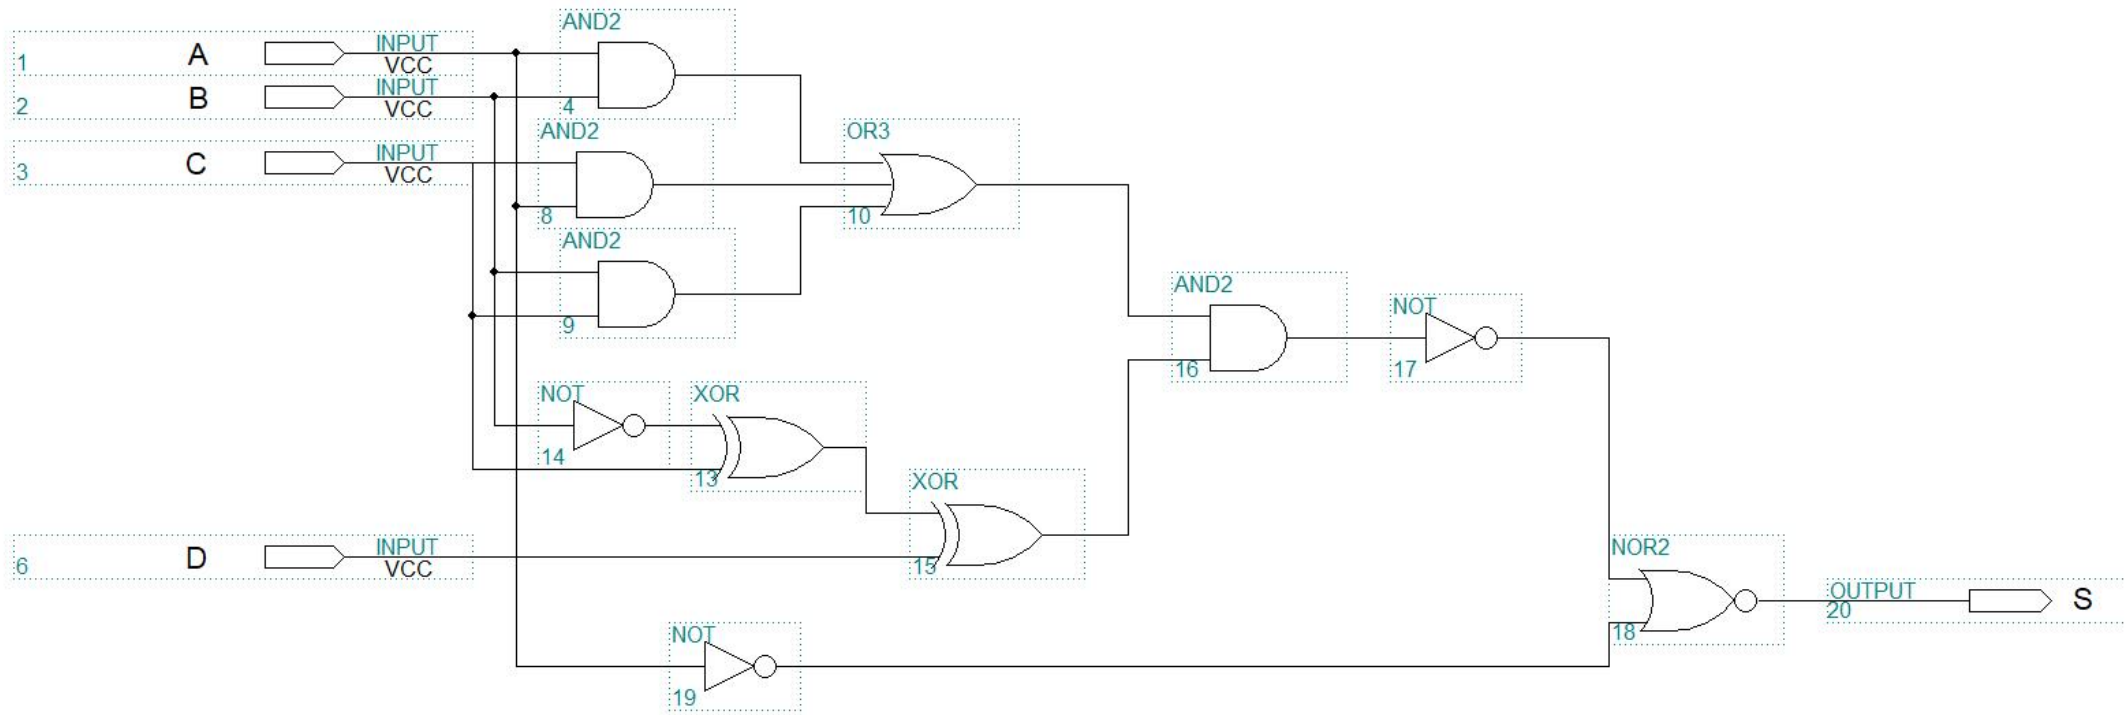 AND2
1 A INPUT
VCC
2 B INPUT
VCC
4
AND2
OR3
3 C INPUT
VCC
8
10
AND2
9
AND2
16
NOT
17
NOT
14
XOR
13
XOR
15
6 D INPUT
VCC
NOR2
18
OUTPUT
20
S
NOT
19